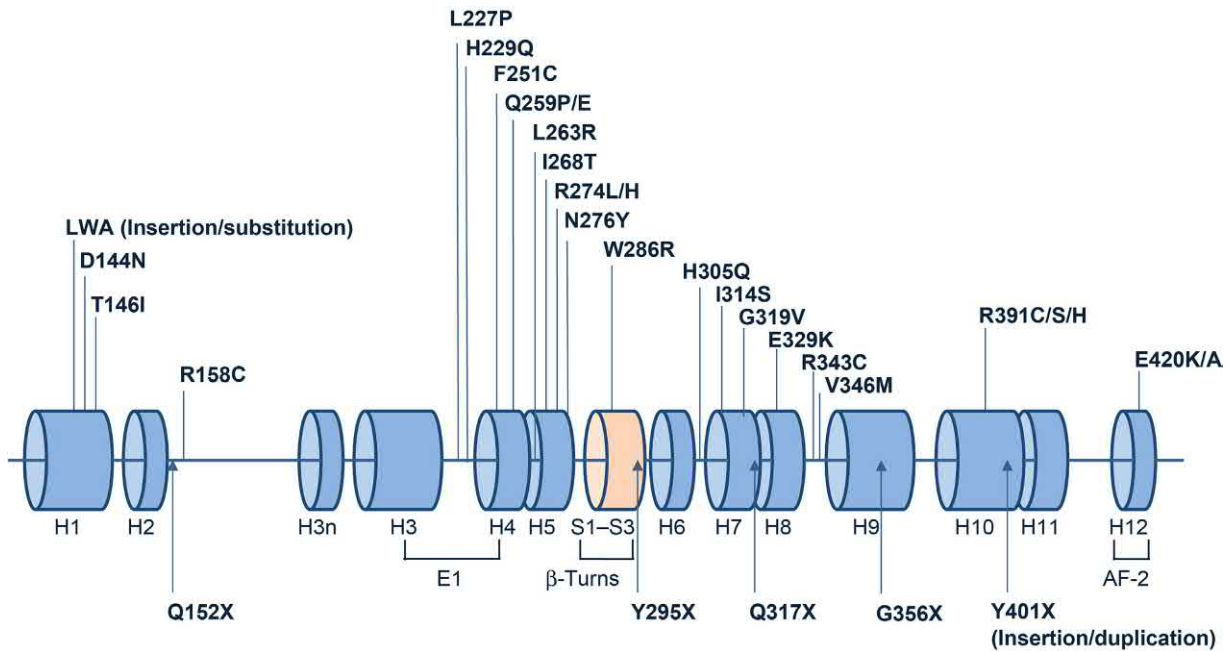 L227P
H229Q
F251C
Q259P/E
L263R
I268T
R274L/H
N276Y
LWA (Insertion/substitution)
W286R
D144N
H305Q
I314S
T146I
G319V
R391C/S/H
E329K
R343C
E420K/A
R158C
V346M
H1 H2 H3n H3 H4 H5 S1–S3 H6 H7 H8 H9 H10 H11 H12
E1 β-Turns AF-2
Q152X Y295X Q317X G356X Y401X
(Insertion/duplication)